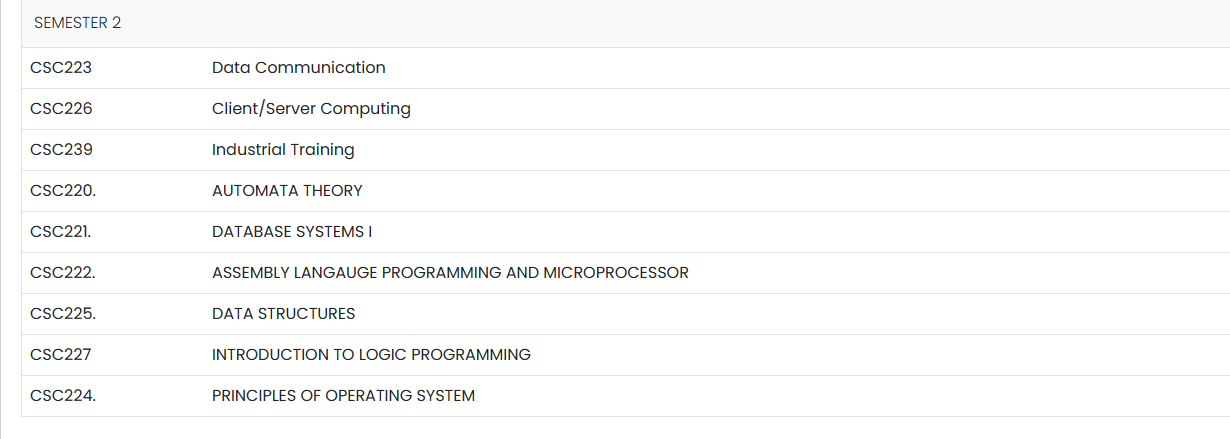 SEMESTER 2
CSC223 Data Communication
CSC226 Client/Server Computing
CSC239 Industrial Training
CSC220. AUTOMATA THEORY
CSC221. DATABASE SYSTEMS I
CSC222. ASSEMBLY LANGAUGE PROGRAMMING AND MICROPROCESSOR
CSC225. DATA STRUCTURES
CSC227 INTRODUCTION TO LOGIC PROGRAMMING
CSC224. PRINCIPLES OF OPERATING SYSTEM